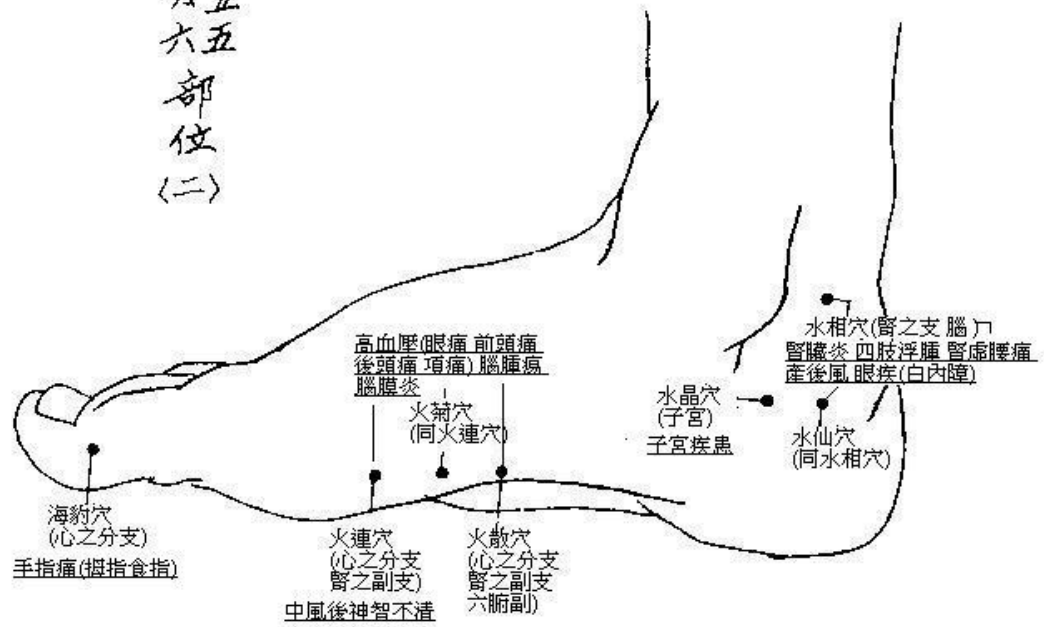 五五
六部位
〈二〉
高血壓(眼痛 前頭痛
後頭痛 項痛) 腦腫瘍
腦膜炎
火菊穴
(同火連穴)
水相穴(腎之支 腦)
腎臟炎 四肢浮腫 腎虛腰痛
產後風 眼疾(白內障)
水晶穴
(子宮)
子宮疾患
水仙穴
(同水相穴)
海豹穴
(心之分支)
手指痛(拇指食指)
火連穴
(心之分支
腎之副支)
中風後神智不清
火散穴
(心之分支
腎之副支
六腑副)